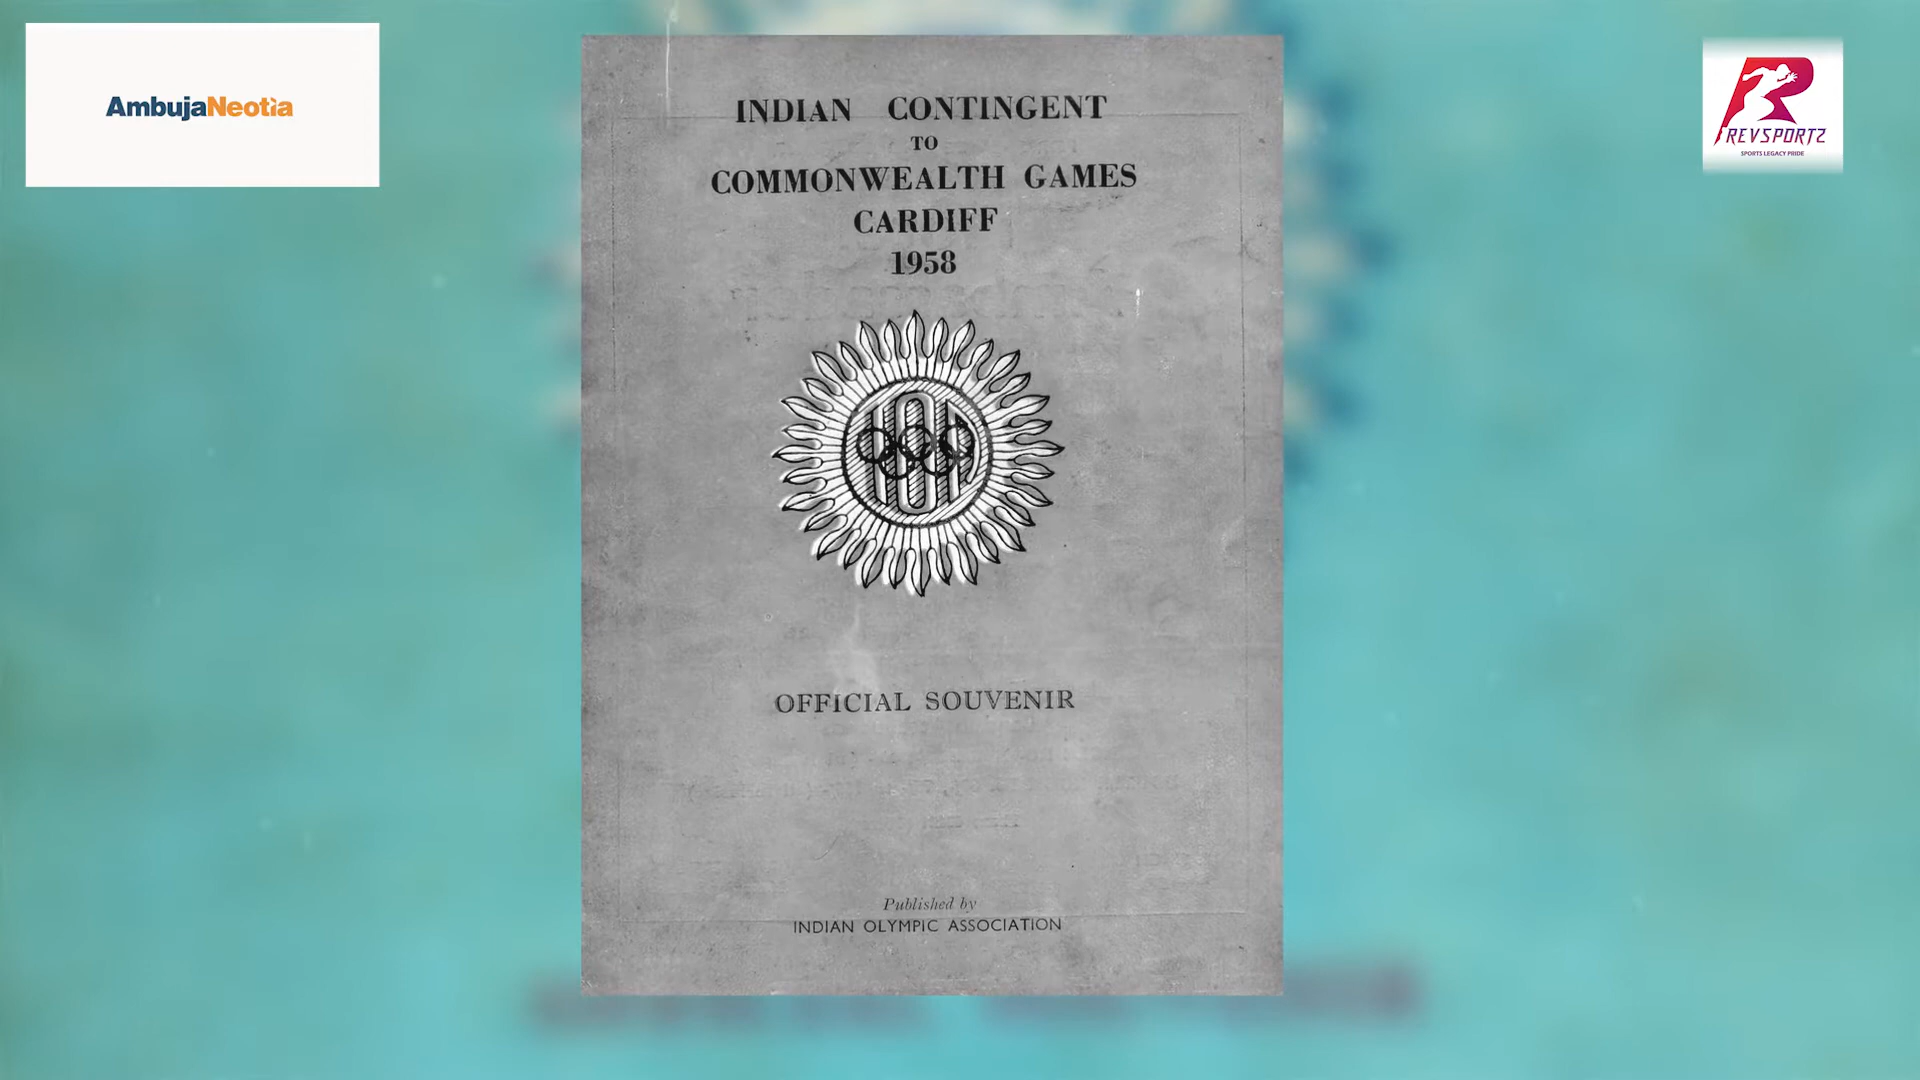 AmbujaNeotia
REVSPORTZ
SPORTS LEGACY PRIDE
INDIAN CONTINGENT
TO
COMMONWEALTH GAMES
CARDIFF
1958
IOA
OFFICIAL SOUVENIR
Published by
INDIAN OLYMPIC ASSOCIATION